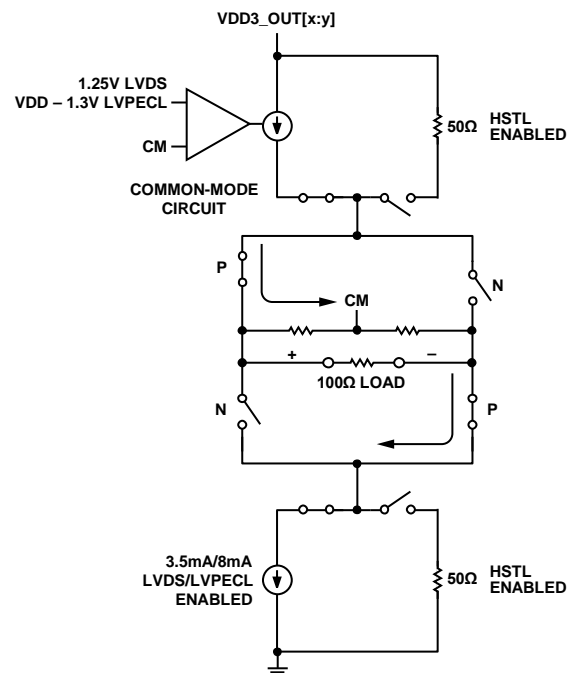 VDD3_OUT[x:y]
1.25V LVDS
VDD – 1.3V LVPECL
CM
COMMON-MODE
CIRCUIT
50Ω
HSTL
ENABLED
P
N
CM
+
–
100Ω LOAD
N
P
3.5mA/8mA
LVDS/LVPECL
ENABLED
50Ω
HSTL
ENABLED